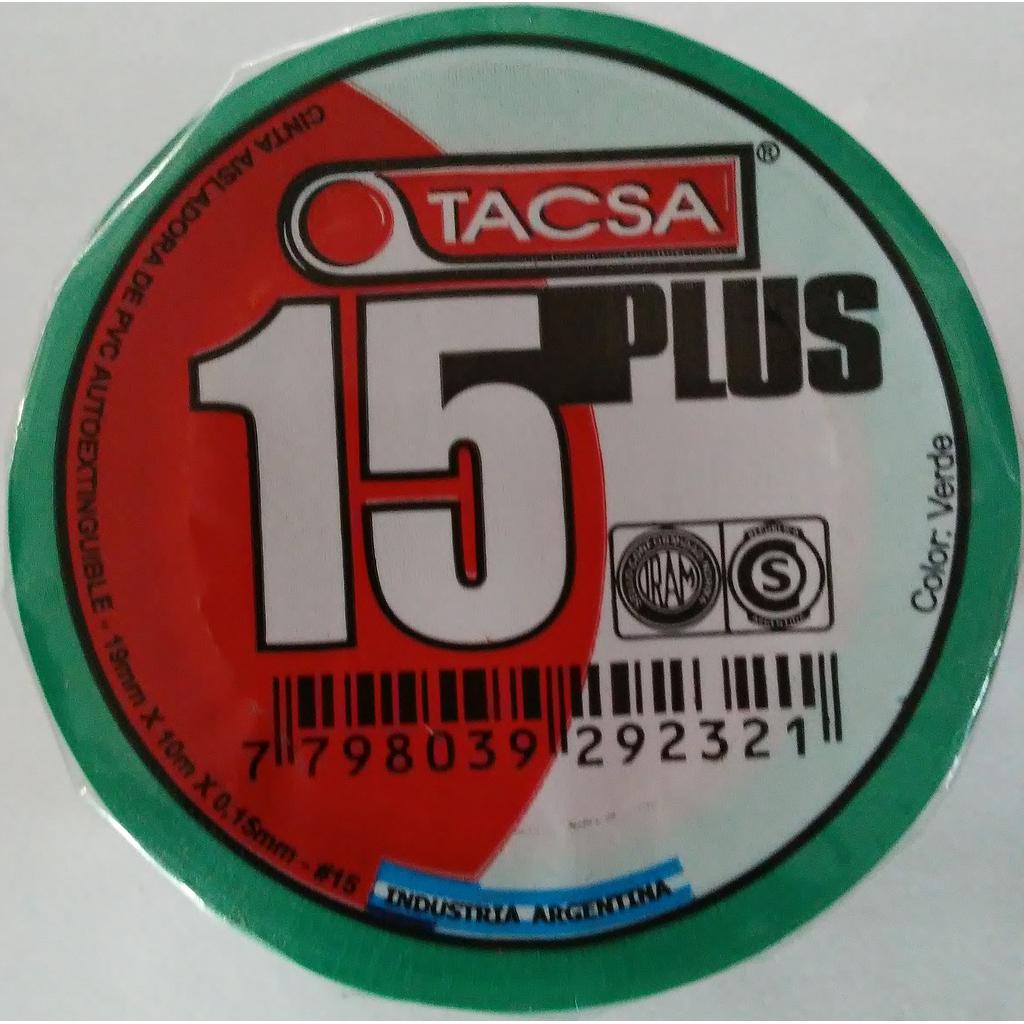 TACSA®
15 PLUS
CINTA AISLADORA DE PVC AUTOEXTINGUIBLE - 19mm X 10m X 0,15mm - #15
IRAM
S
ARGENTINA
Color: Verde
7 798039 292321
INDUSTRIA ARGENTINA